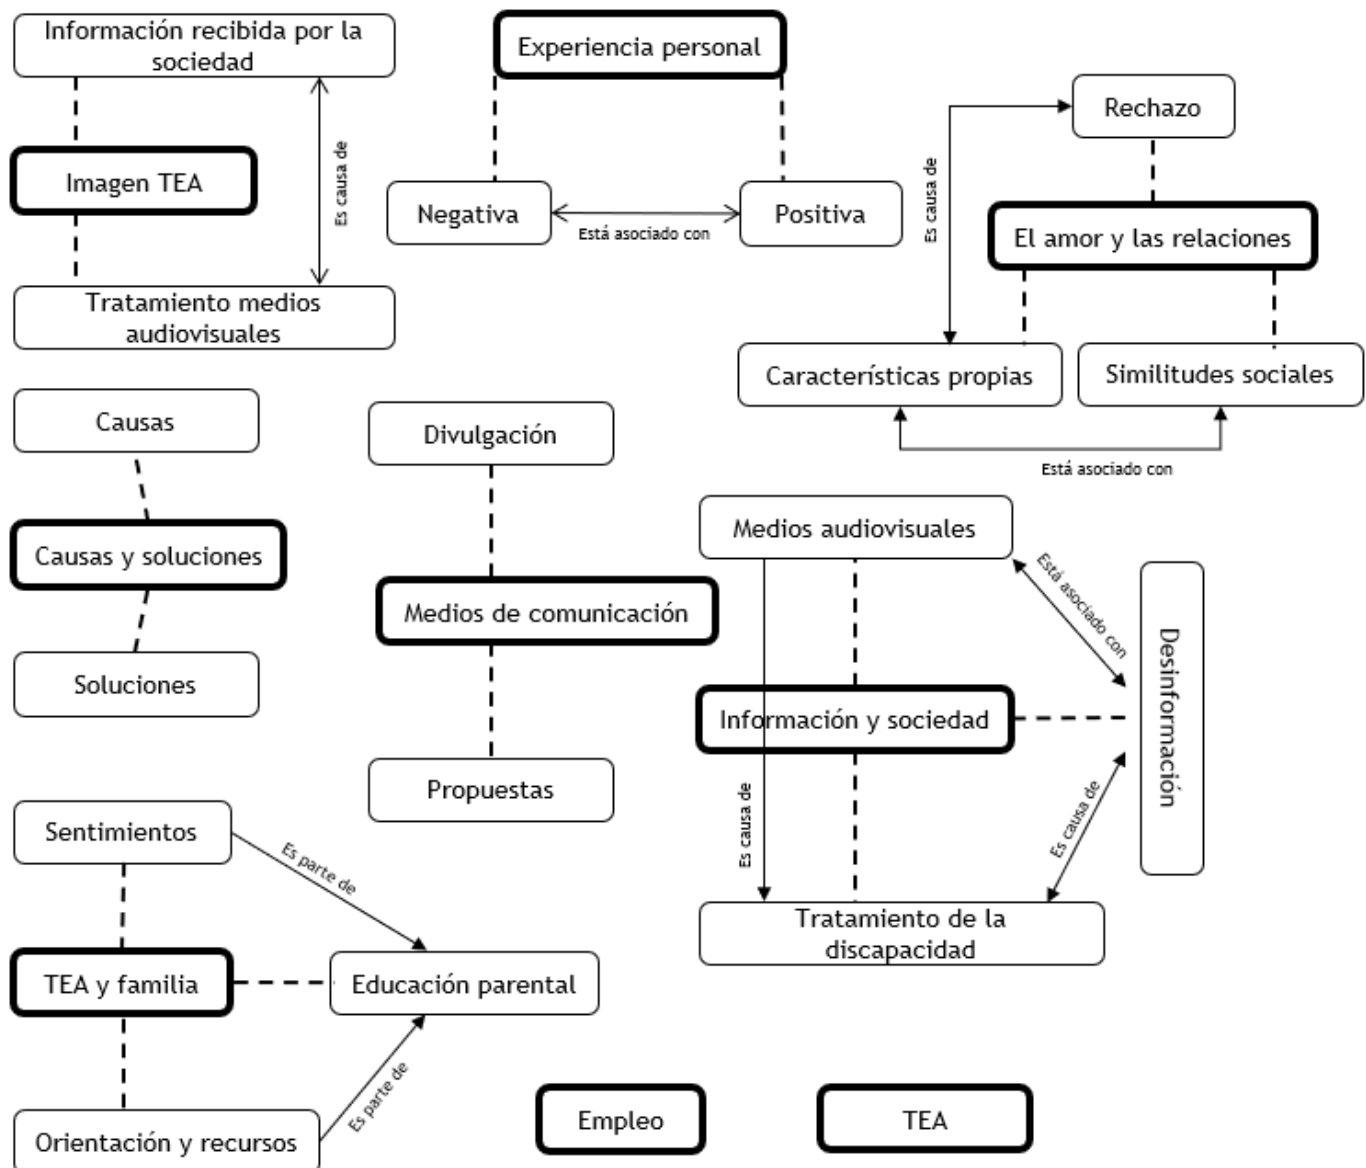 Información recibida por la
sociedad
Es causa de
Imagen TEA
Tratamiento medios
audiovisuales
Experiencia personal
Negativa
Está asociado con
Positiva
Rechazo
Es causa de
El amor y las relaciones
Características propias
Similitudes sociales
Está asociado con
Causas
Causas y soluciones
Soluciones
Divulgación
Medios de comunicación
Propuestas
Medios audiovisuales
Está asociado con
Desinformación
Información y sociedad
Es causa de
Es causa de
Tratamiento de la
discapacidad
Sentimientos
Es parte de
TEA y familia
Educación parental
Es parte de
Orientación y recursos
Empleo
TEA